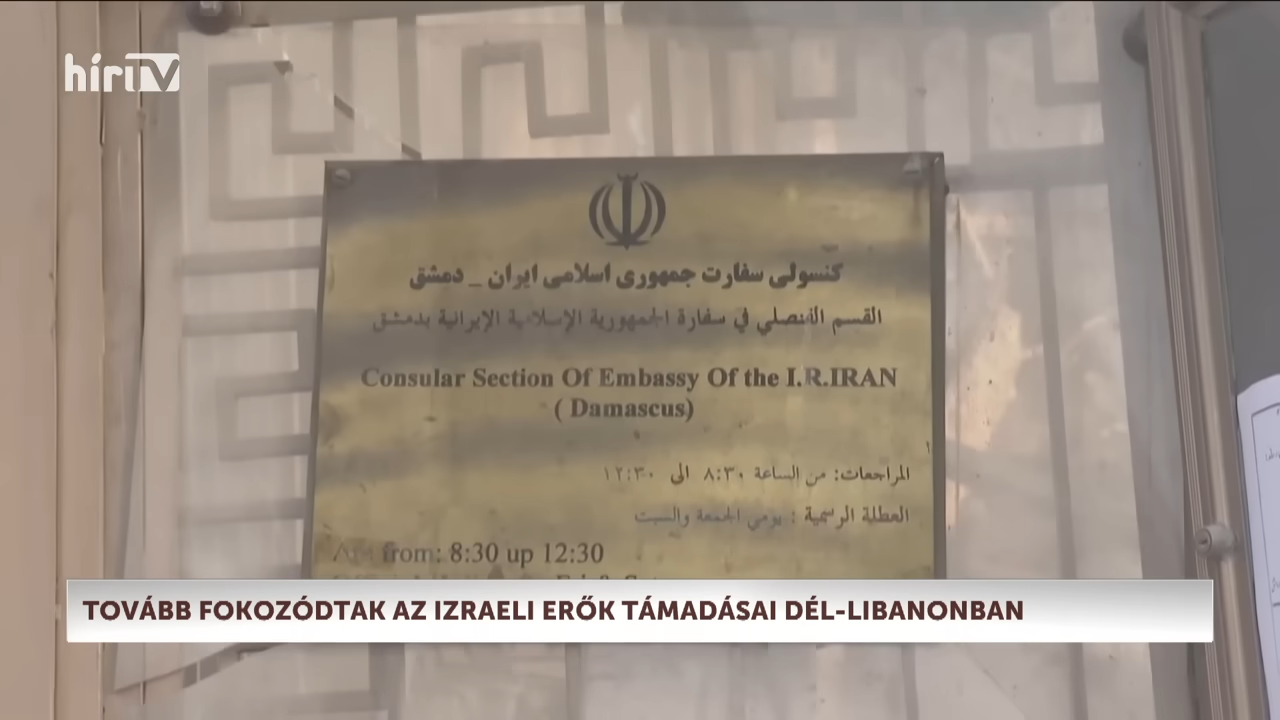 hírTV
کنسولی سفارت جمهوری اسلامی ایران _ دمشق
القسم القنصلي في سفارة الجمهورية الإسلامية الإيرانية بدمشق
Consular Section Of Embassy Of the I.R.IRAN
( Damascus)
المراجعات: من الساعة ٨:٣٠ الى ١٢:٣٠
العطلة الرسمية : يومي الجمعة والسبت
from: 8:30 up 12:30
TOVÁBB FOKOZÓDTAK AZ IZRAELI ERŐK TÁMADÁSAI DÉL-LIBANONBAN